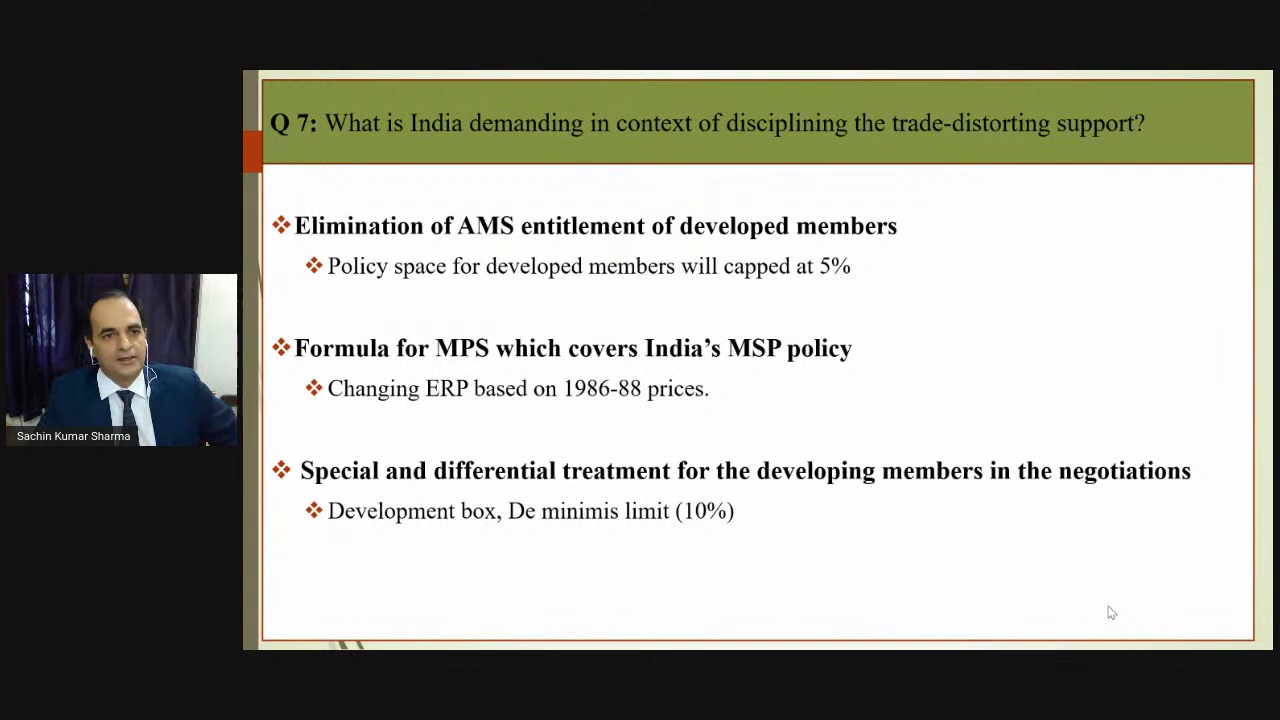 Q 7: What is India demanding in context of disciplining the trade-distorting support?
Elimination of AMS entitlement of developed members
Policy space for developed members will capped at 5%
Formula for MPS which covers India's MSP policy
Changing ERP based on 1986-88 prices.
Special and differential treatment for the developing members in the negotiations
Development box, De minimis limit (10%)
Sachin Kumar Sharma